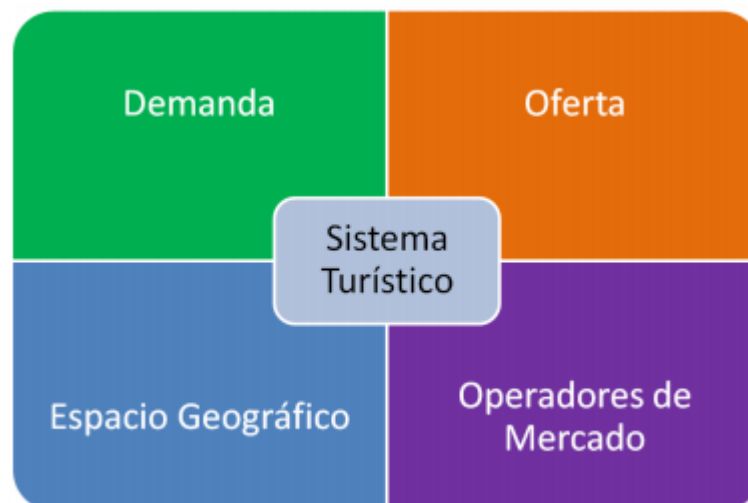 Demanda
Oferta
Sistema
Turístico
Espacio Geográfico
Operadores de
Mercado